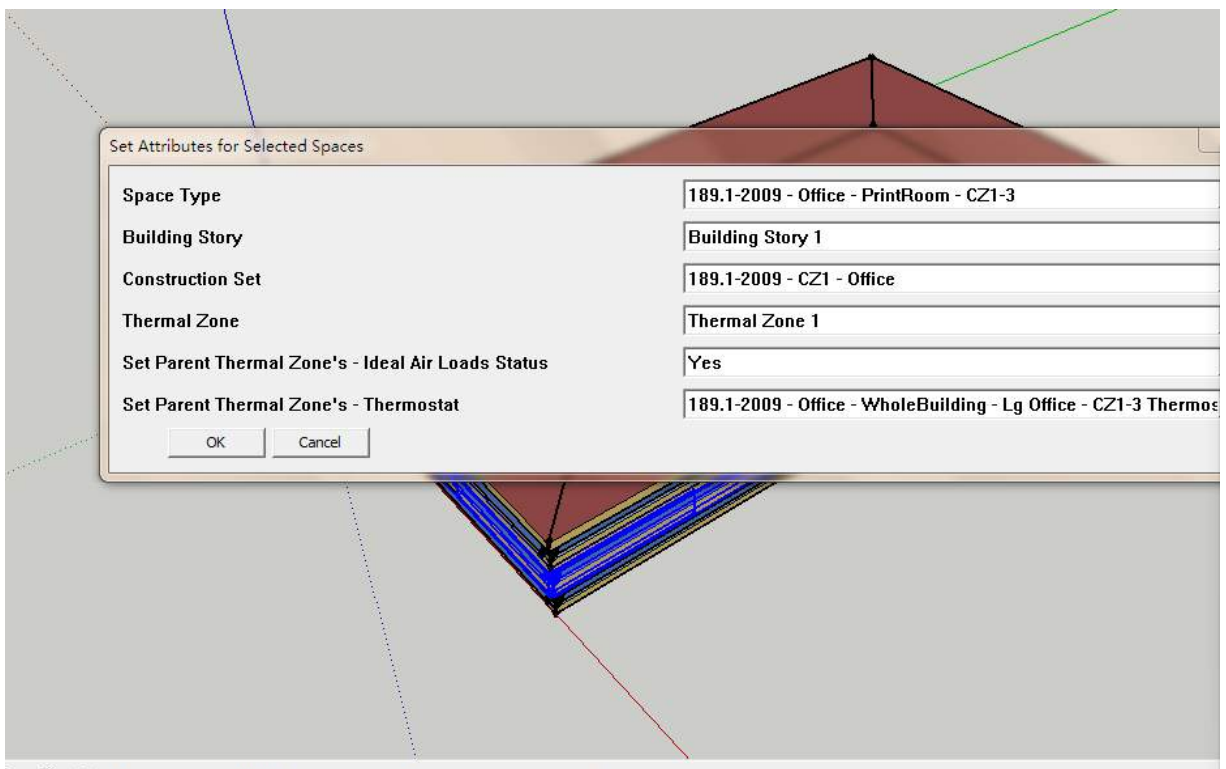 Set Attributes for Selected Spaces
Space Type 189.1-2009 - Office - PrintRoom - CZ1-3
Building Story Building Story 1
Construction Set 189.1-2009 - CZ1 - Office
Thermal Zone Thermal Zone 1
Set Parent Thermal Zone's - Ideal Air Loads Status Yes
Set Parent Thermal Zone's - Thermostat 189.1-2009 - Office - WholeBuilding - Lg Office - CZ1-3 Thermos
OK Cancel